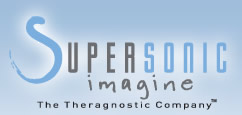 SUPERSONIC
imagine
The Theragnostic Company™